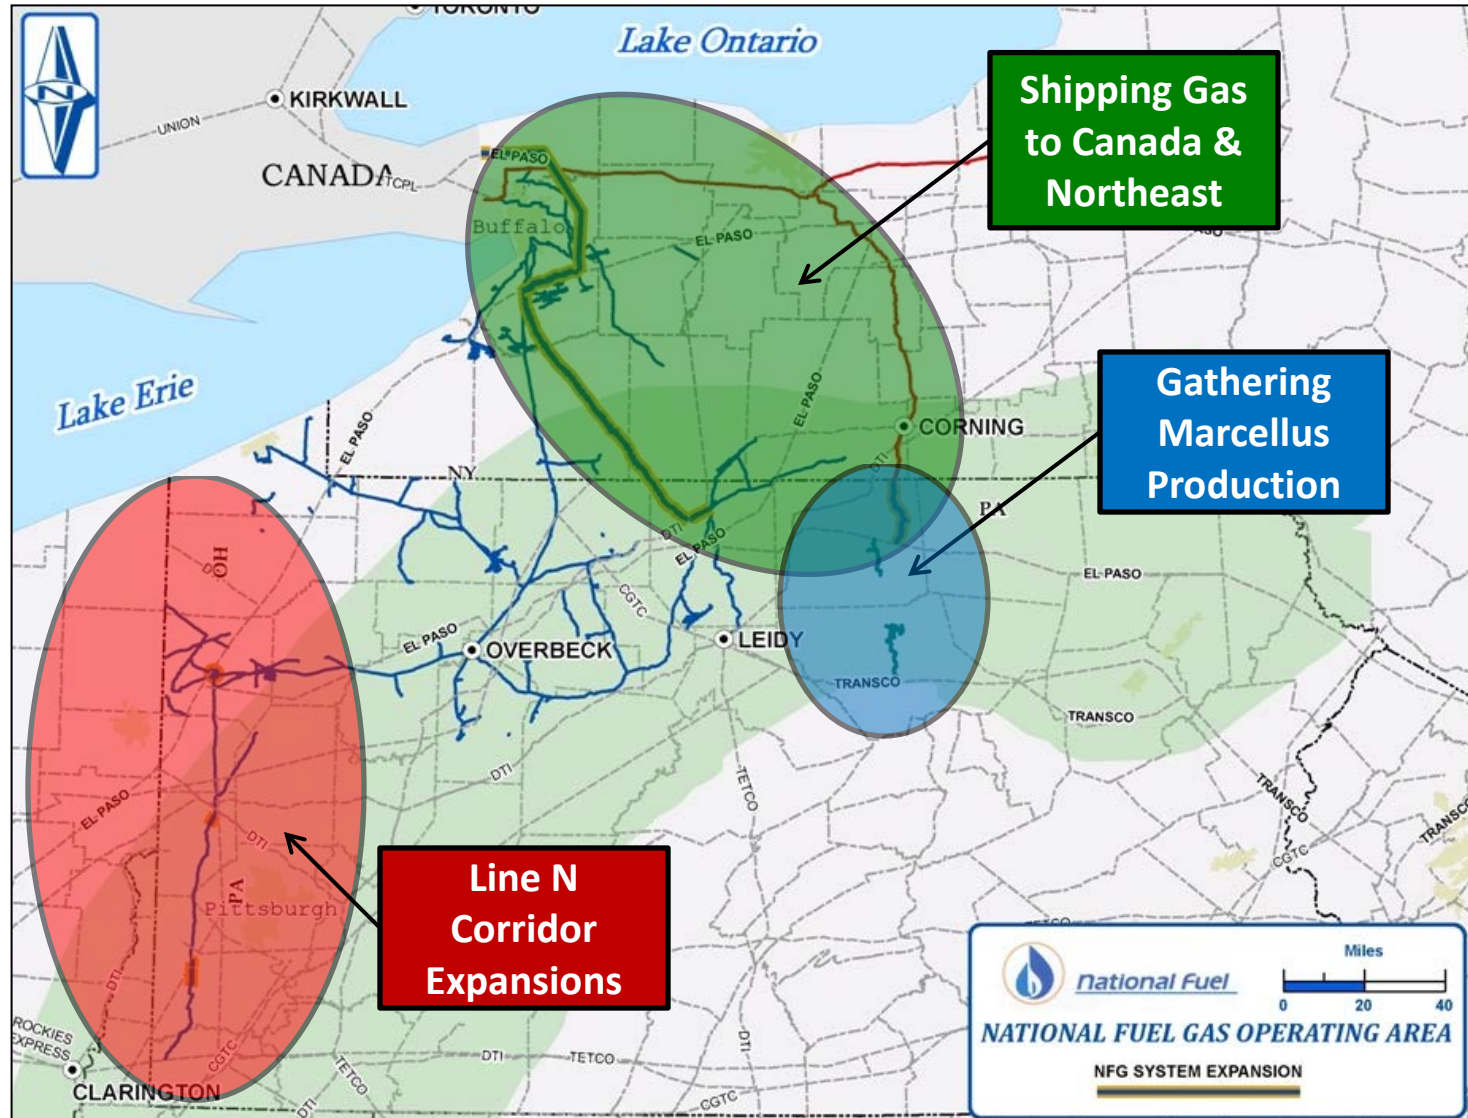 TORONTO
Lake Ontario
N
KIRKWALL
UNION
CANADA
TCPL
EL PASO
Shipping Gas
to Canada &
Northeast
Buffalo
EL PASO
Lake Erie
EL PASO
EL PASO
CORNING
DTI
NY
Gathering
Marcellus
Production
PA
OH
DTI
EL PASO
EL PASO
CGTC
EL PASO
OVERBECK
LEIDY
TRANSCO
TRANSCO
DTI
TETCO
TRANSCO
TRANSCO
CGTC
EL PASO
DTI
PA
Pittsburgh
Line N
Corridor
Expansions
DTI
DTI
ROCKIES
EXPRESS
CLARINGTON
CGTC
TETCO
DTI
TETCO
DTI
CGTC
TETCO
National Fuel
Miles
0 20 40
NATIONAL FUEL GAS OPERATING AREA
NFG SYSTEM EXPANSION